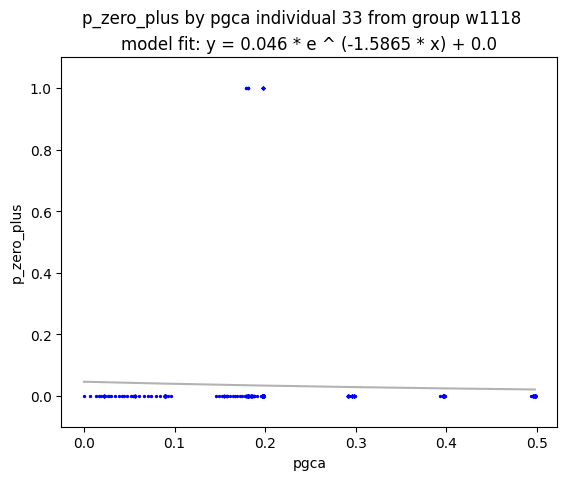 p_zero_plus by pgca individual 33 from group w1118
model fit: y = 0.046 * e ^ (-1.5865 * x) + 0.0
1.0
0.8
0.6
0.4
0.2
0.0
p_zero_plus
0.0 0.1 0.2 0.3 0.4 0.5
pgca